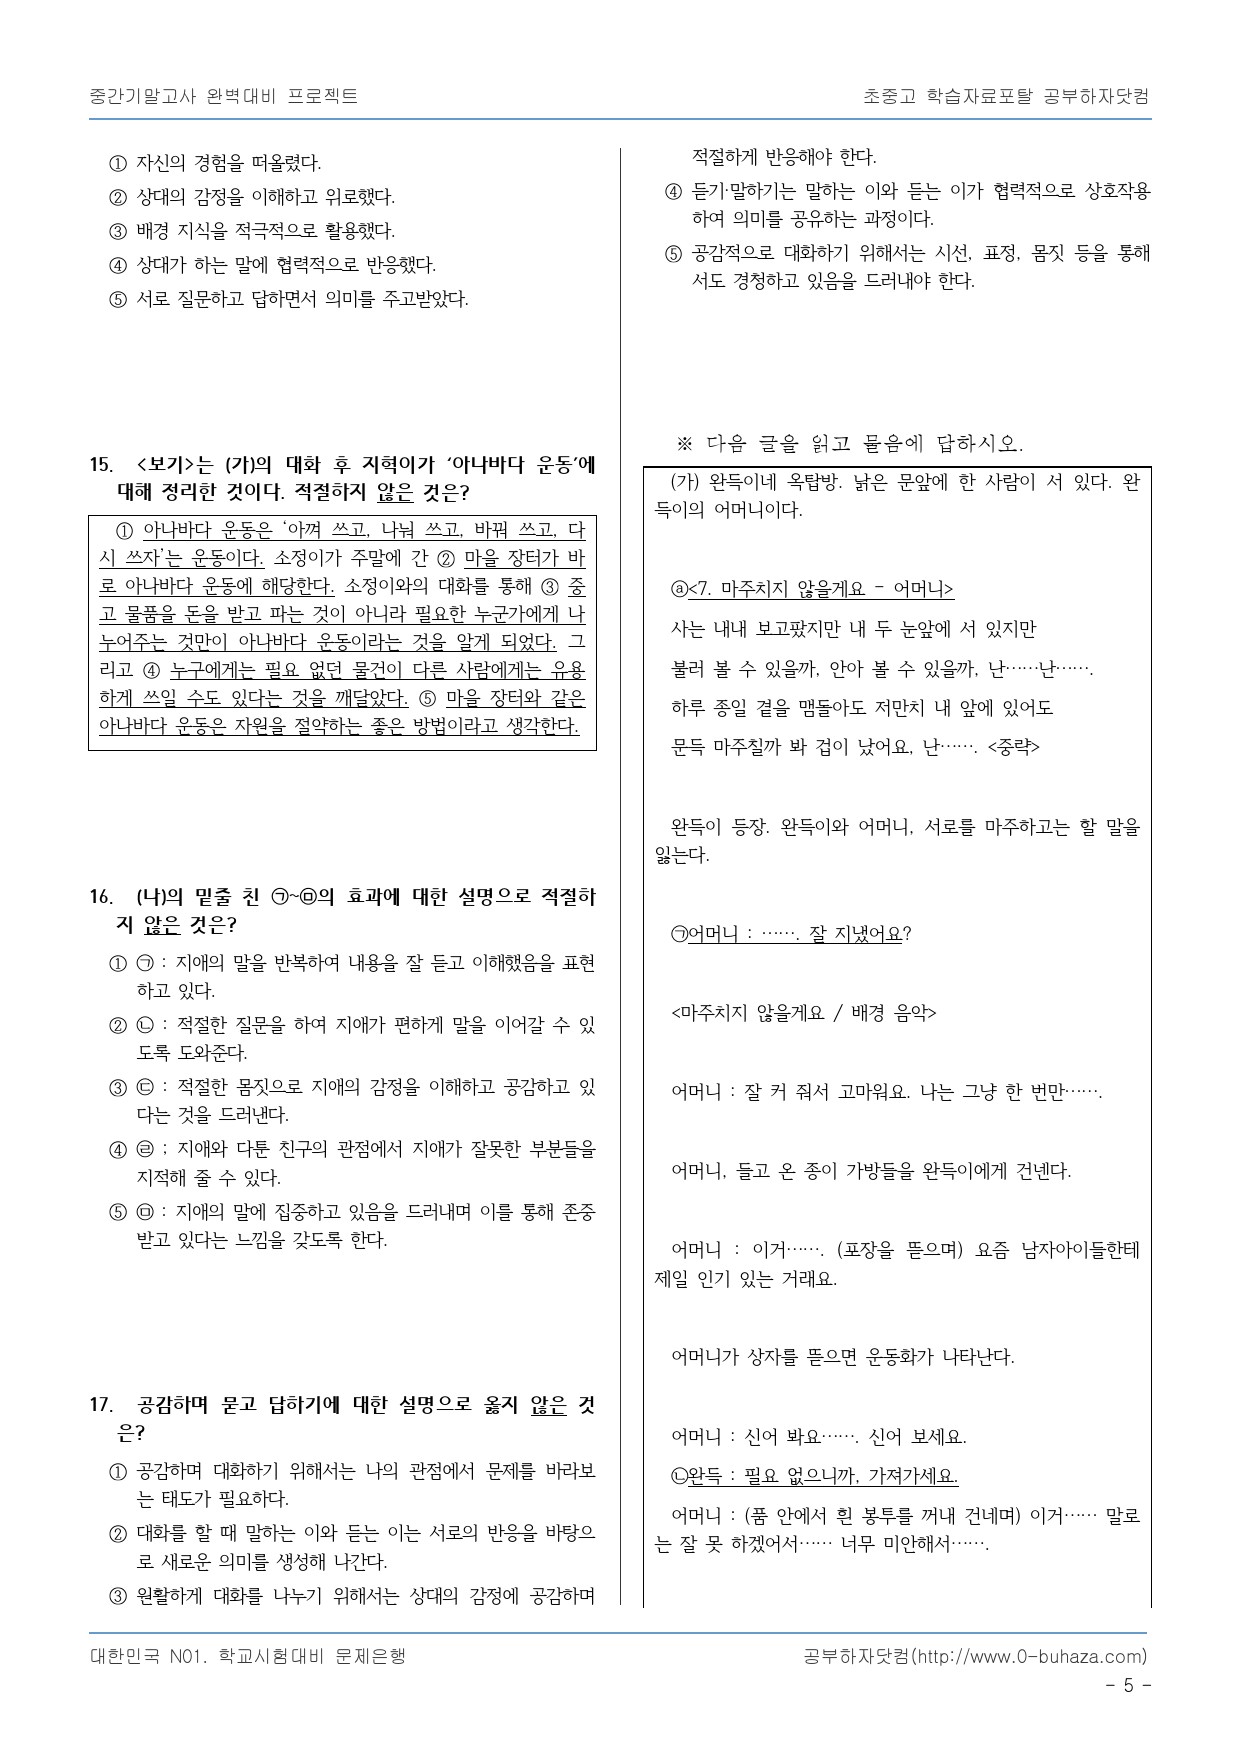 중간기말고사 완벽대비 프로젝트
초중고 학습자료포탈 공부하자닷컴
① 자신의 경험을 떠올렸다.
② 상대의 감정을 이해하고 위로했다.
③ 배경 지식을 적극적으로 활용했다.
④ 상대가 하는 말에 협력적으로 반응했다.
⑤ 서로 질문하고 답하면서 의미를 주고받았다.
15. <보기>는 (가)의 대화 후 지혁이가 ‘아나바다 운동’에
대해 정리한 것이다. 적절하지 않은 것은?
① 아나바다 운동은 ‘아껴 쓰고, 나눠 쓰고, 바꿔 쓰고, 다
시 쓰자’는 운동이다. 소정이가 주말에 간 ② 마을 장터가 바
로 아나바다 운동에 해당한다. 소정이와의 대화를 통해 ③ 중
고 물품을 돈을 받고 파는 것이 아니라 필요한 누군가에게 나
누어주는 것만이 아나바다 운동이라는 것을 알게 되었다. 그
리고 ④ 누구에게는 필요 없던 물건이 다른 사람에게는 유용
하게 쓰일 수도 있다는 것을 깨달았다. ⑤ 마을 장터와 같은
아나바다 운동은 자원을 절약하는 좋은 방법이라고 생각한다.
16. (나)의 밑줄 친 ㉠~㉤의 효과에 대한 설명으로 적절하
지 않은 것은?
① ㉠ : 지애의 말을 반복하여 내용을 잘 듣고 이해했음을 표현
하고 있다.
② ㉡ : 적절한 질문을 하여 지애가 편하게 말을 이어갈 수 있
도록 도와준다.
③ ㉢ : 적절한 몸짓으로 지애의 감정을 이해하고 공감하고 있
다는 것을 드러낸다.
④ ㉣ ; 지애와 다툰 친구의 관점에서 지애가 잘못한 부분들을
지적해 줄 수 있다.
⑤ ㉤ : 지애의 말에 집중하고 있음을 드러내며 이를 통해 존중
받고 있다는 느낌을 갖도록 한다.
17. 공감하며 묻고 답하기에 대한 설명으로 옳지 않은 것
은?
① 공감하며 대화하기 위해서는 나의 관점에서 문제를 바라보
는 태도가 필요하다.
② 대화를 할 때 말하는 이와 듣는 이는 서로의 반응을 바탕으
로 새로운 의미를 생성해 나간다.
③ 원활하게 대화를 나누기 위해서는 상대의 감정에 공감하며
적절하게 반응해야 한다.
④ 듣기·말하기는 말하는 이와 듣는 이가 협력적으로 상호작용
하여 의미를 공유하는 과정이다.
⑤ 공감적으로 대화하기 위해서는 시선, 표정, 몸짓 등을 통해
서도 경청하고 있음을 드러내야 한다.
※ 다음 글을 읽고 물음에 답하시오.
(가) 완득이네 옥탑방. 낡은 문앞에 한 사람이 서 있다. 완
득이의 어머니이다.
ⓐ<7. 마주치지 않을게요 - 어머니>
사는 내내 보고팠지만 내 두 눈앞에 서 있지만
불러 볼 수 있을까, 안아 볼 수 있을까, 난……난…….
하루 종일 곁을 맴돌아도 저만치 내 앞에 있어도
문득 마주칠까 봐 겁이 났어요, 난……. <중략>
완득이 등장. 완득이와 어머니, 서로를 마주하고는 할 말을
잃는다.
㉠어머니 : ……. 잘 지냈어요?
<마주치지 않을게요 / 배경 음악>
어머니 : 잘 커 줘서 고마워요. 나는 그냥 한 번만…….
어머니, 들고 온 종이 가방들을 완득이에게 건넨다.
어머니 : 이거……. (포장을 뜯으며) 요즘 남자아이들한테
제일 인기 있는 거래요.
어머니가 상자를 뜯으면 운동화가 나타난다.
어머니 : 신어 봐요……. 신어 보세요.
㉡완득 : 필요 없으니까, 가져가세요.
어머니 : (품 안에서 흰 봉투를 꺼내 건네며) 이거…… 말로
는 잘 못 하겠어서…… 너무 미안해서…….
대한민국 N01. 학교시험대비 문제은행
공부하자닷컴(http://www.0-buhaza.com)
- 5 -